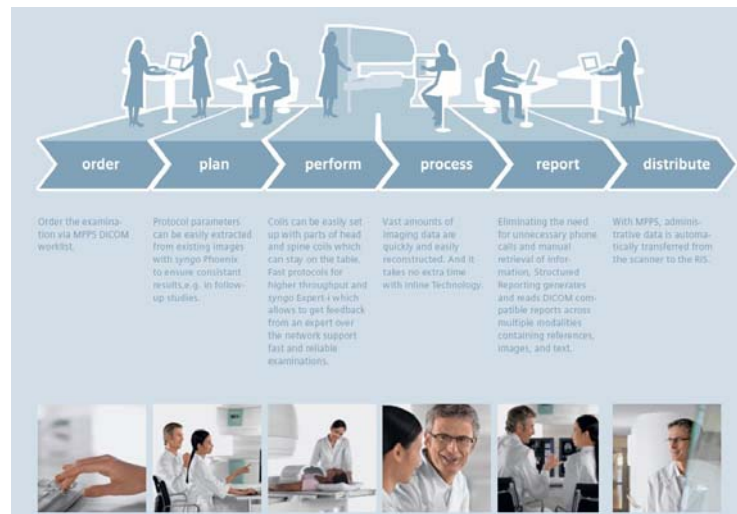 order
plan
perform
process
report
distribute
Order the examina-
tion via MPPS DICOM
worklist.
Protocol parameters
can be easily extracted
from existing images
with syngo Phoenix
to ensure consistant
results,e.g. in follow-
up studies.
Coils can be easily set
up with parts of head
and spine coils which
can stay on the table.
Fast protocols for
higher throughput and
syngo Expert-i which
allows to get feedback
from an expert over
the network support
fast and reliable
examinations.
Vast amounts of
imaging data are
quickly and easily
reconstructed. And it
takes no extra time
with Inline Technology.
Eliminating the need
for unnecessary phone
calls and manual
retrieval of infor-
mation, Structured
Reporting generates
and reads DICOM com-
patible reports across
multiple modalities
containing references,
images, and text.
With MPPS, adminis-
trative data is automa-
tically transferred from
the scanner to the RIS.